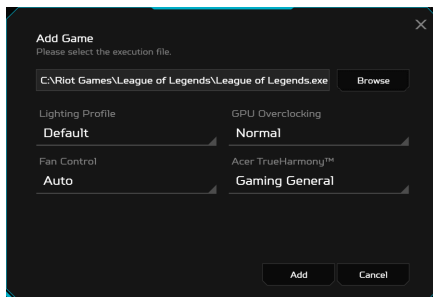 Add Game
Please select the execution file.
C:\Riot Games\League of Legends\League of Legends.exe Browse
Lighting Profile GPU Overclocking
Default Normal
Fan Control Acer TrueHarmony™
Auto Gaming General
Add Cancel